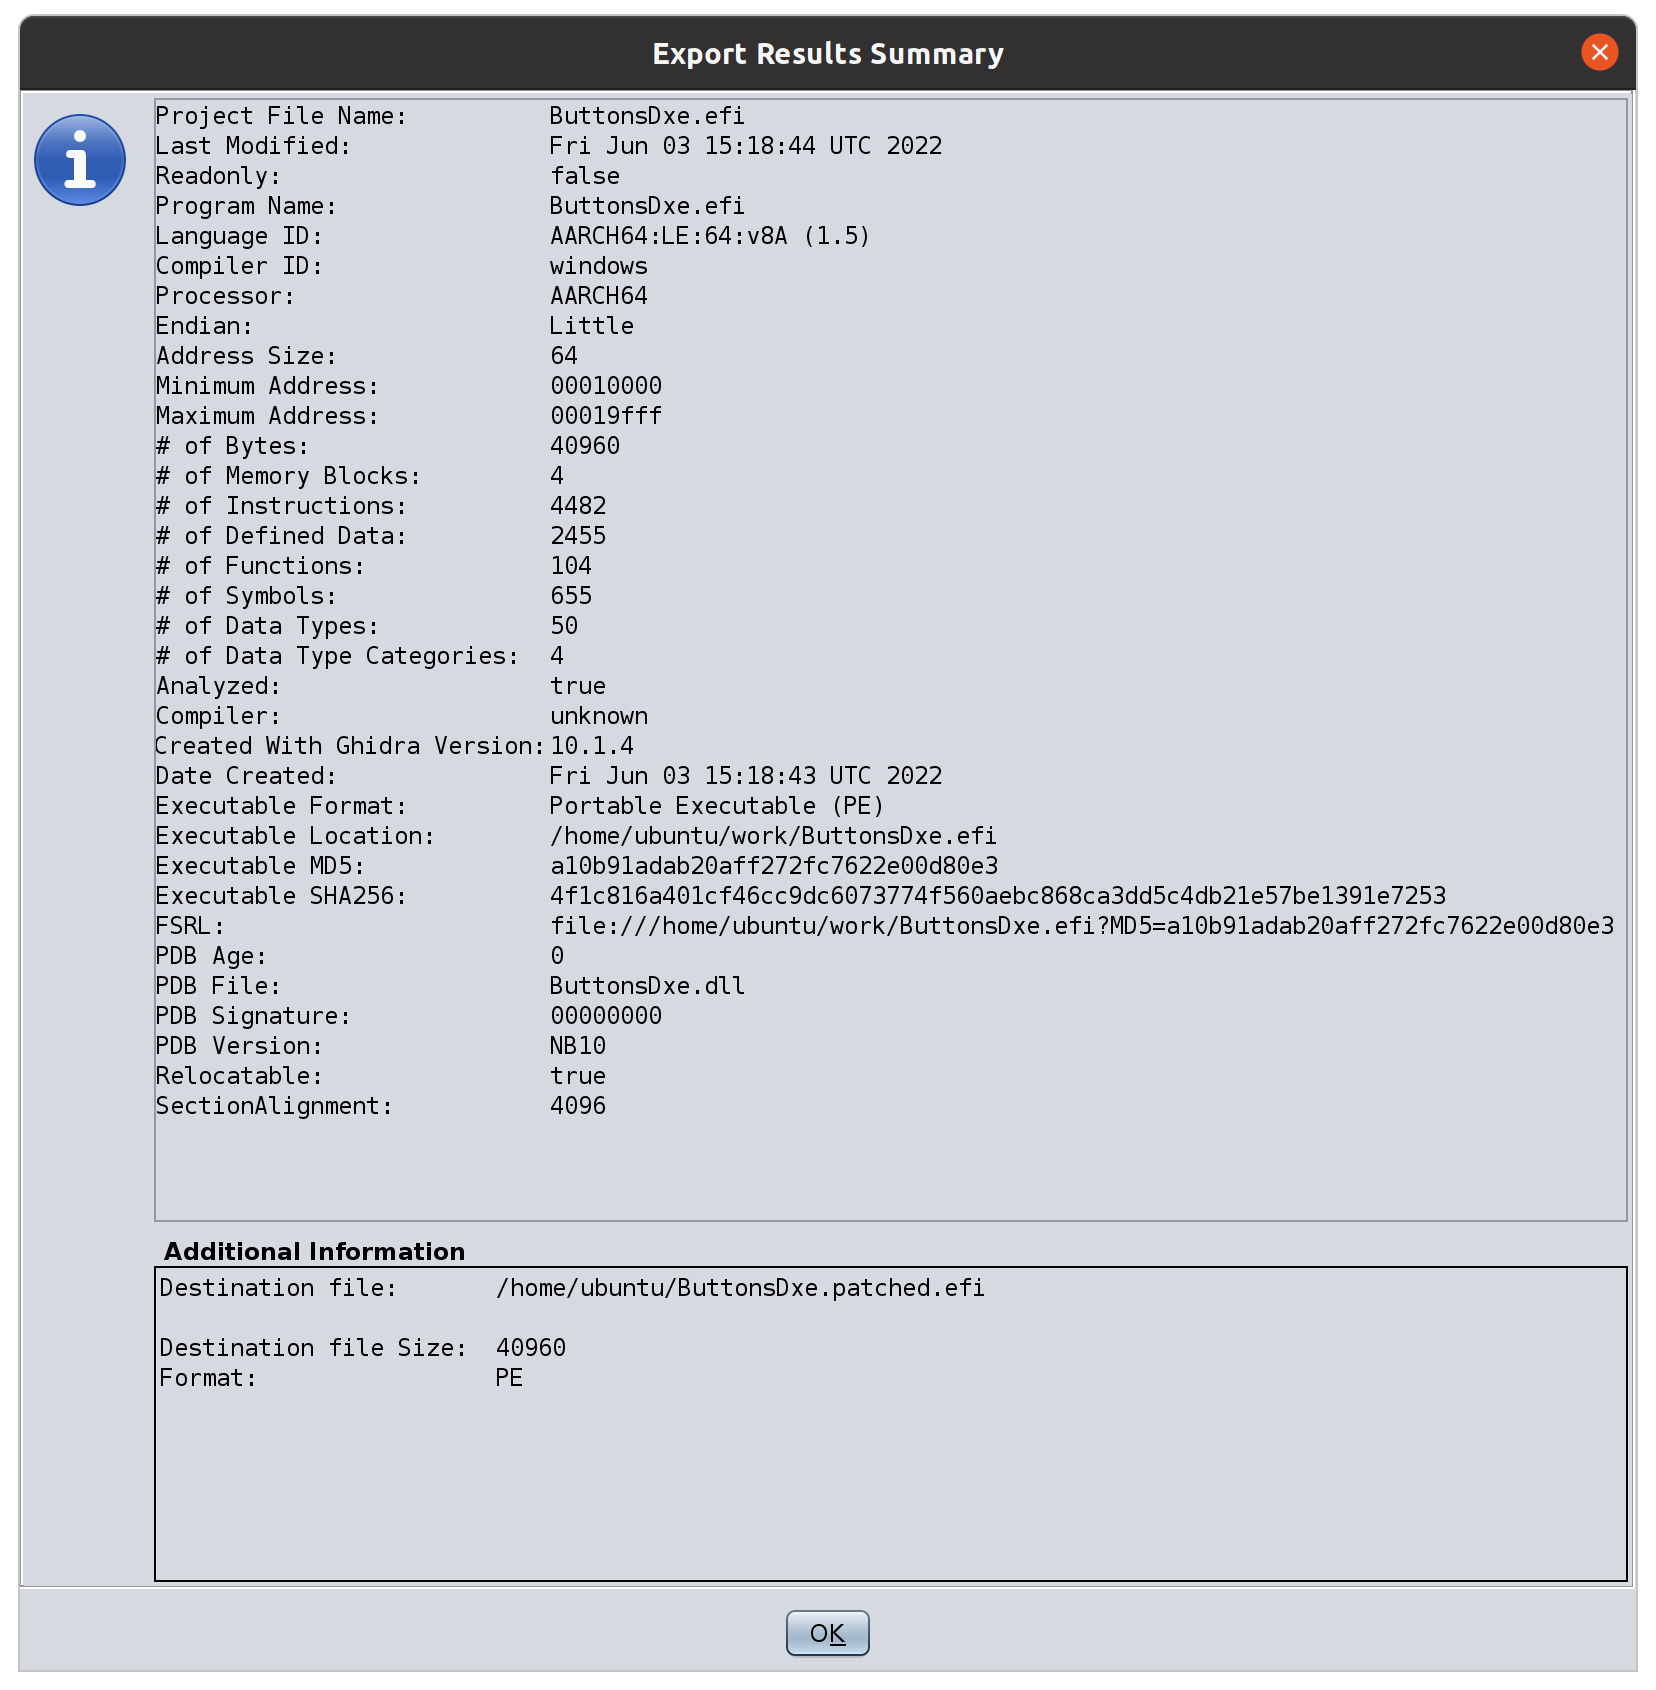 Export Results Summary
Project File Name: ButtonsDxe.efi
Last Modified: Fri Jun 03 15:18:44 UTC 2022
Readonly: false
Program Name: ButtonsDxe.efi
Language ID: AARCH64:LE:64:v8A (1.5)
Compiler ID: windows
Processor: AARCH64
Endian: Little
Address Size: 64
Minimum Address: 00010000
Maximum Address: 00019fff
# of Bytes: 40960
# of Memory Blocks: 4
# of Instructions: 4482
# of Defined Data: 2455
# of Functions: 104
# of Symbols: 655
# of Data Types: 50
# of Data Type Categories: 4
Analyzed: true
Compiler: unknown
Created With Ghidra Version: 10.1.4
Date Created: Fri Jun 03 15:18:43 UTC 2022
Executable Format: Portable Executable (PE)
Executable Location: /home/ubuntu/work/ButtonsDxe.efi
Executable MD5: a10b91adab20aff272fc7622e00d80e3
Executable SHA256: 4f1c816a401cf46cc9dc6073774f560aebc868ca3dd5c4db21e57be1391e7253
FSRL: file:///home/ubuntu/work/ButtonsDxe.efi?MD5=a10b91adab20aff272fc7622e00d80e3
PDB Age: 0
PDB File: ButtonsDxe.dll
PDB Signature: 00000000
PDB Version: NB10
Relocatable: true
SectionAlignment: 4096
Additional Information
Destination file: /home/ubuntu/ButtonsDxe.patched.efi
Destination file Size: 40960
Format: PE
OK